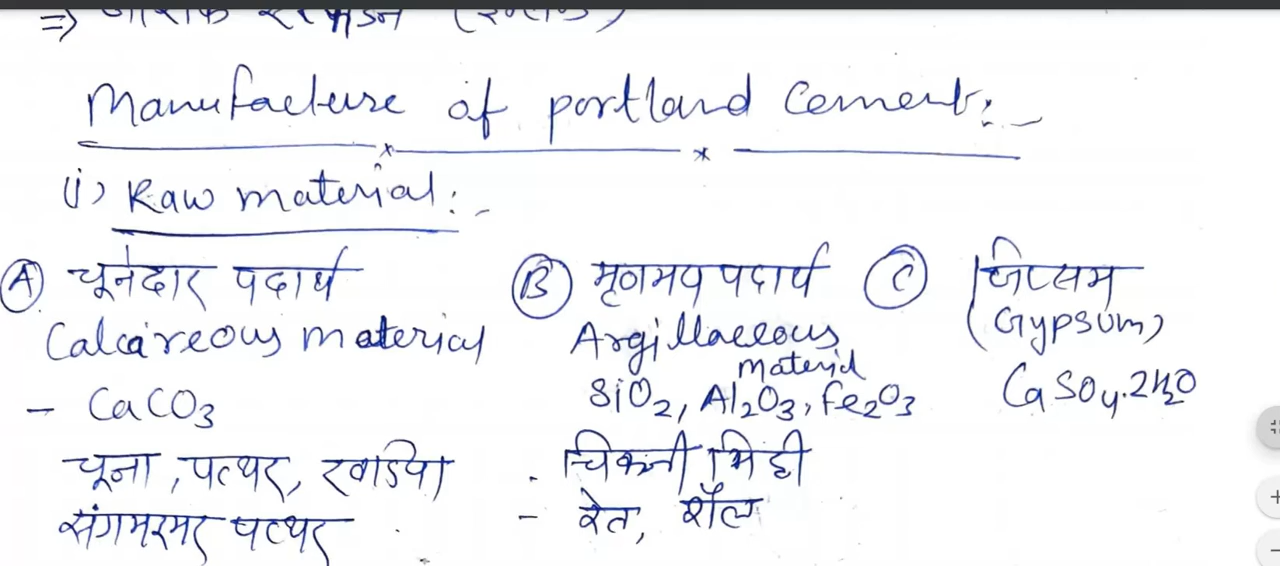 =>
Manufacture of portland Cement:-
(i) Raw material:-
(A) चूनेदार पदार्थ (B) मृणमय पदार्थ (C) जिप्सम
Calcareous material Argillaceous material (Gypsum)
- CaCO3 SiO2, Al2O3, Fe2O3 CaSO4.2H2O
चूना, पत्थर, खड़िया - चिकनी मिट्टी
संगमरमर पत्थर - रेत, शैल